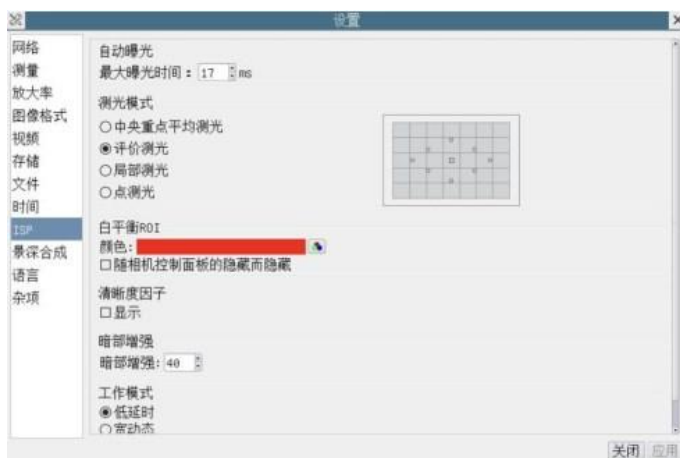 设置
网络
测量
放大率
图像格式
视频
存储
文件
时间
ISP
景深合成
语言
杂项
自动曝光
最大曝光时间: 17 ms
测光模式
中央重点平均测光
评价测光
局部测光
点测光
白平衡ROI
颜色:
随相机控制面板的隐藏而隐藏
清晰度因子
显示
暗部增强
暗部增强: 40
工作模式
低延时
宽动态
关闭 应用